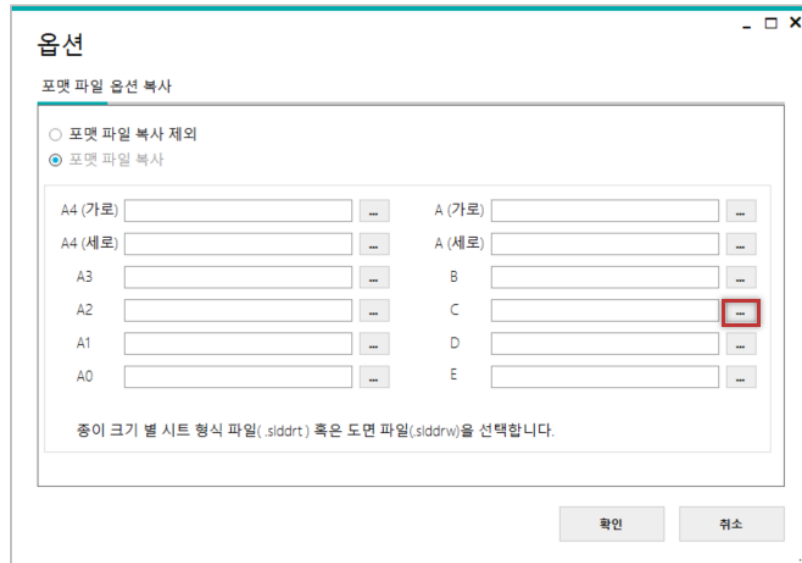 옵션
포맷 파일 옵션 복사
포맷 파일 복사 제외
포맷 파일 복사
A4 (가로) ... A (가로) ...
A4 (세로) ... A (세로) ...
A3 ... B ...
A2 ... C ...
A1 ... D ...
A0 ... E ...
종이 크기 별 시트 형식 파일( .slddrt ) 혹은 도면 파일(.slddrw)을 선택합니다.
확인 취소